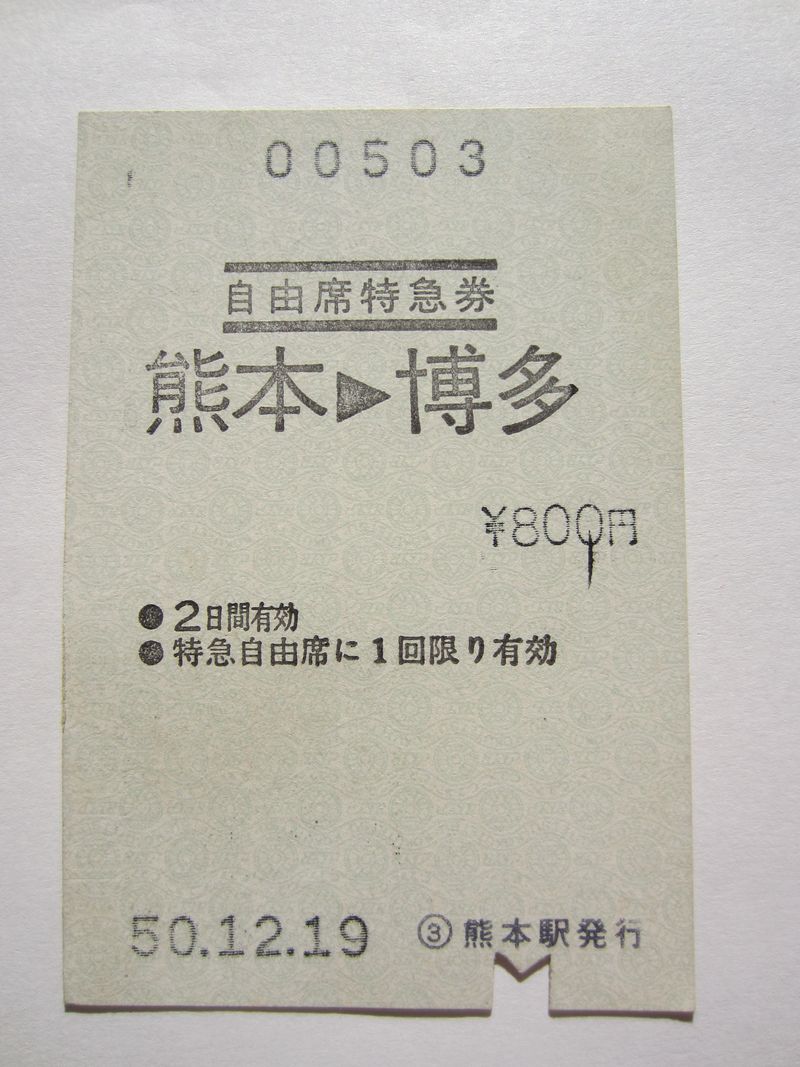 00503
自由席特急券
熊本▶博多
¥800円
●2日間有効
●特急自由席に1回限り有効
50.12.19 ③熊本駅発行